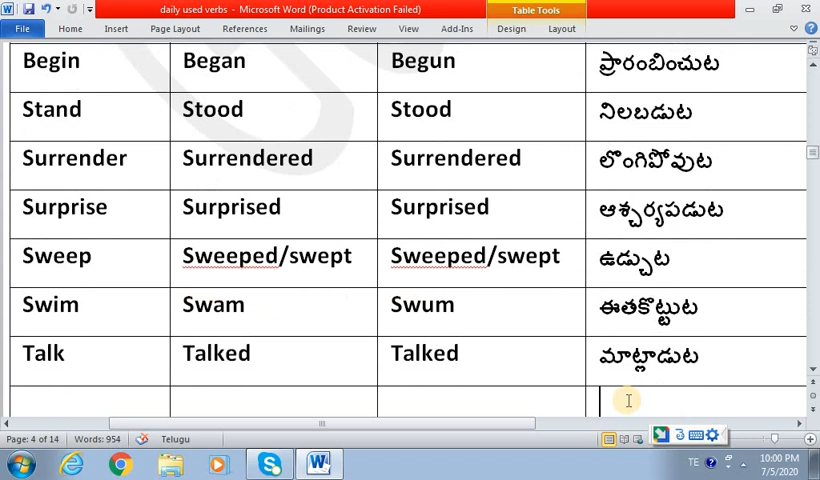 daily used verbs - Microsoft Word (Product Activation Failed)
Table Tools
File Home Insert Page Layout References Mailings Review View Add-Ins Design Layout
Begin Began Begun ప్రారంబించుట
Stand Stood Stood నిలబడుట
Surrender Surrendered Surrendered లొంగిపోవుట
Surprise Surprised Surprised ఆశ్చర్యపడుట
Sweep Sweeped/swept Sweeped/swept ఉడ్చుట
Swim Swam Swum ఈతకొట్టుట
Talk Talked Talked మాట్లాడుట
Page: 4 of 14 Words: 954 Telugu
TE 10:00 PM
7/5/2020